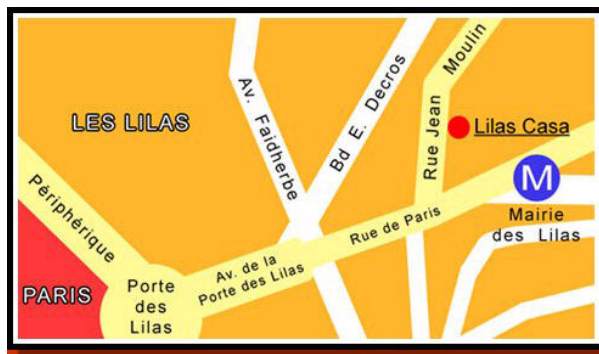 LES LILAS
Av. Faidherbe
Bd E. Decros
Rue Jean Moulin
Lilas Casa
M
Mairie
des Lilas
Périphérique
Rue de Paris
Av. de la
Porte des Lilas
PARIS
Porte
des
Lilas